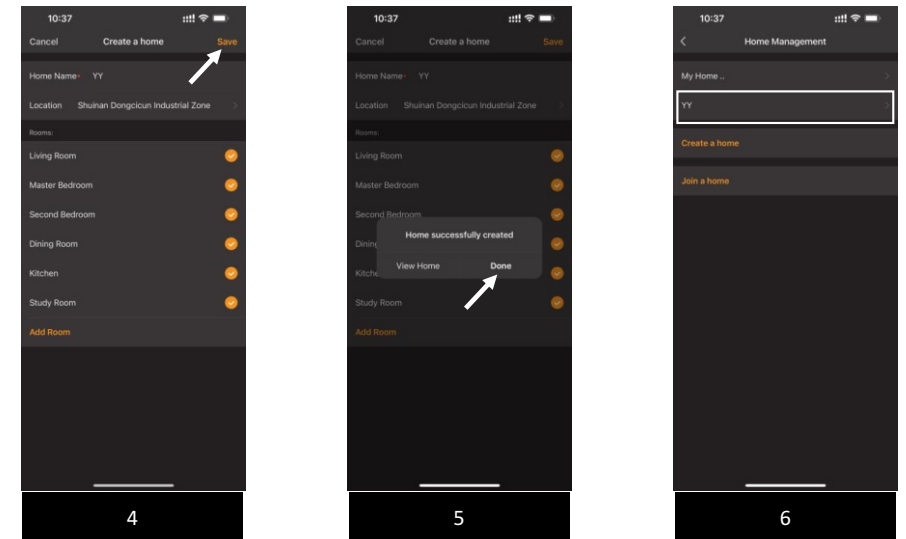 10:37
Cancel Create a home Save
Home Name* YY
Location Shuinan Dongcicun Industrial Zone
Rooms:
Living Room
Master Bedroom
Second Bedroom
Dining Room
Kitchen
Study Room
Add Room
4
10:37
Cancel Create a home Save
Home Name* YY
Location Shuinan Dongcicun Industrial Zone
Rooms:
Living Room
Master Bedroom
Second Bedroom
Home successfully created
Dining
View Home Done
Kitche
Study Room
Add Room
5
10:37
Home Management
My Home ..
YY
Create a home
Join a home
6